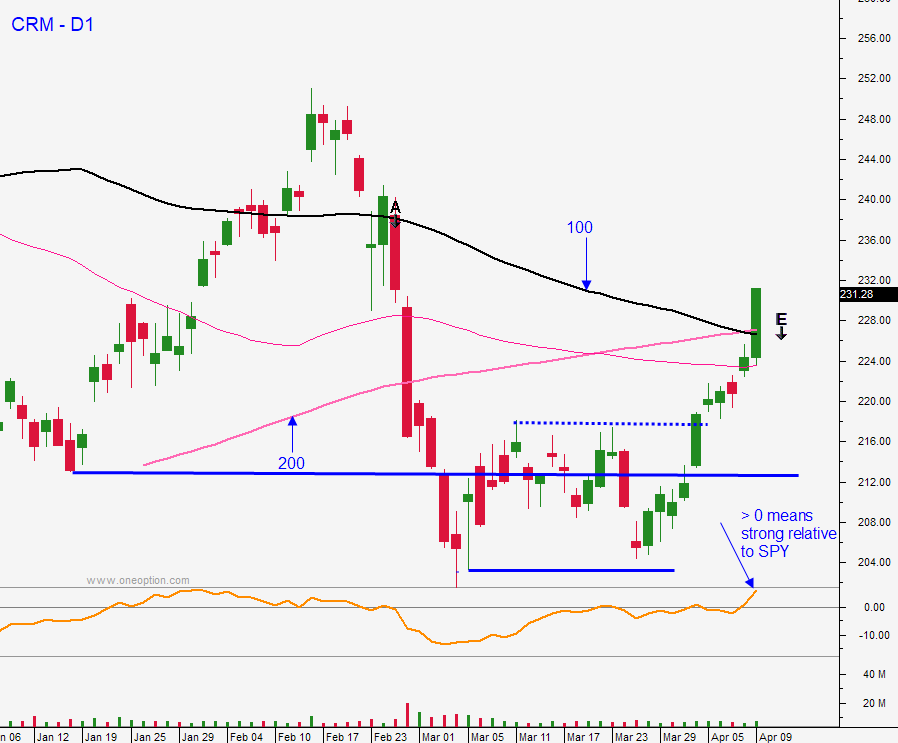 CRM - D1
260.00
256.00
252.00
248.00
244.00
240.00
236.00
232.00
231.28
228.00
224.00
220.00
216.00
212.00
208.00
204.00
A
100
E
200
> 0 means
strong relative
to SPY
www.oneoption.com
0.00
-10.00
40 M
20 M
n 06
Jan 12
Jan 19
Jan 25
Jan 29
Feb 04
Feb 10
Feb 17
Feb 23
Mar 01
Mar 05
Mar 11
Mar 17
Mar 23
Mar 29
Apr 05
Apr 09